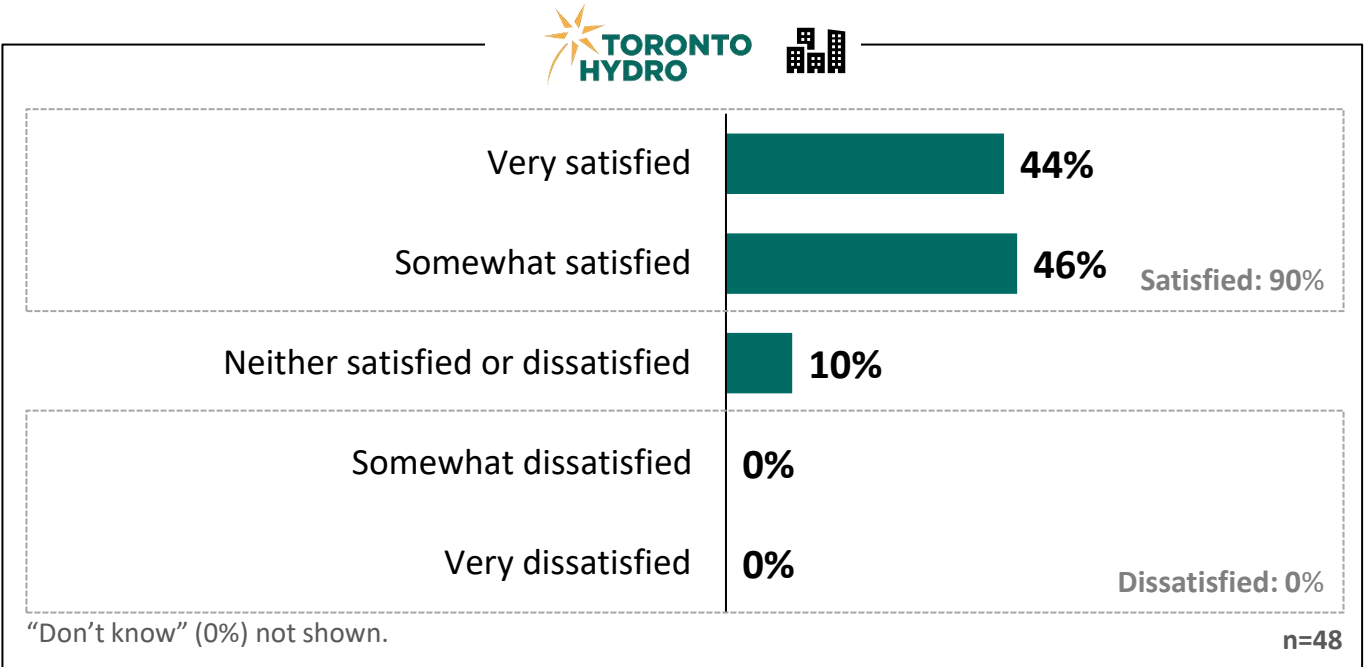 TORONTO
HYDRO
Very satisfied 44%
Somewhat satisfied 46%
Satisfied: 90%
Neither satisfied or dissatisfied 10%
Somewhat dissatisfied 0%
Very dissatisfied 0%
Dissatisfied: 0%
“Don’t know” (0%) not shown.
n=48